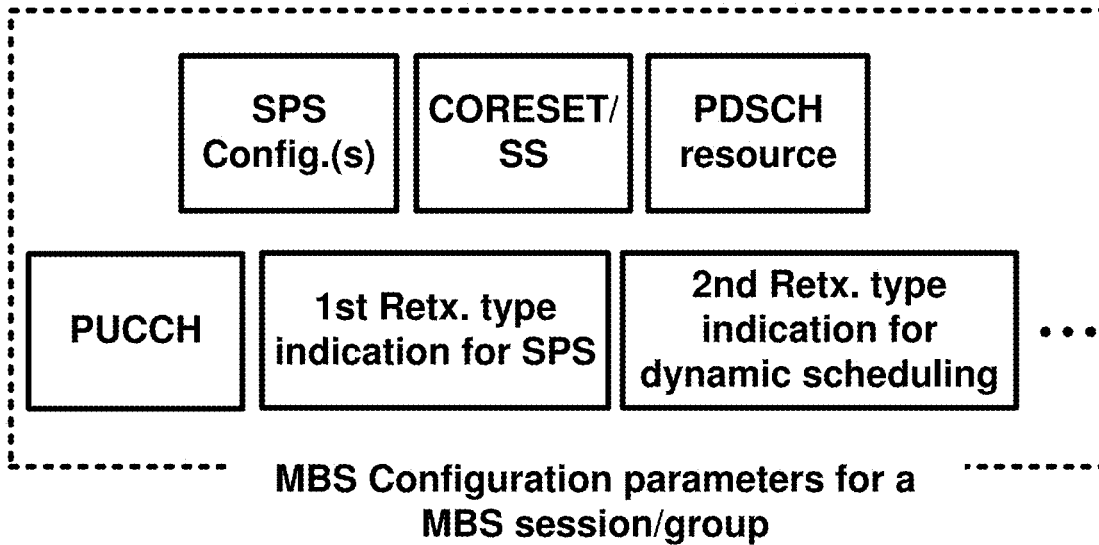 SPS
Config.(s)
CORESET/
SS
PDSCH
resource
PUCCH
1st Retx. type
indication for SPS
2nd Retx. type
indication for
dynamic scheduling
...
MBS Configuration parameters for a
MBS session/group